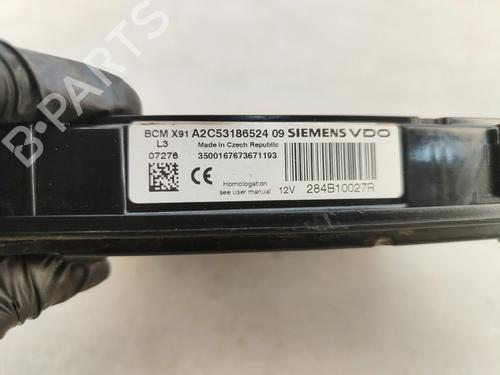 BCM X91 A2C53186524 09 SIEMENS VDO
L3 Made in Czech Republic
07276 3500167673671193
CE Homologation
see user manual 12V 284B10027R
B-PARTS